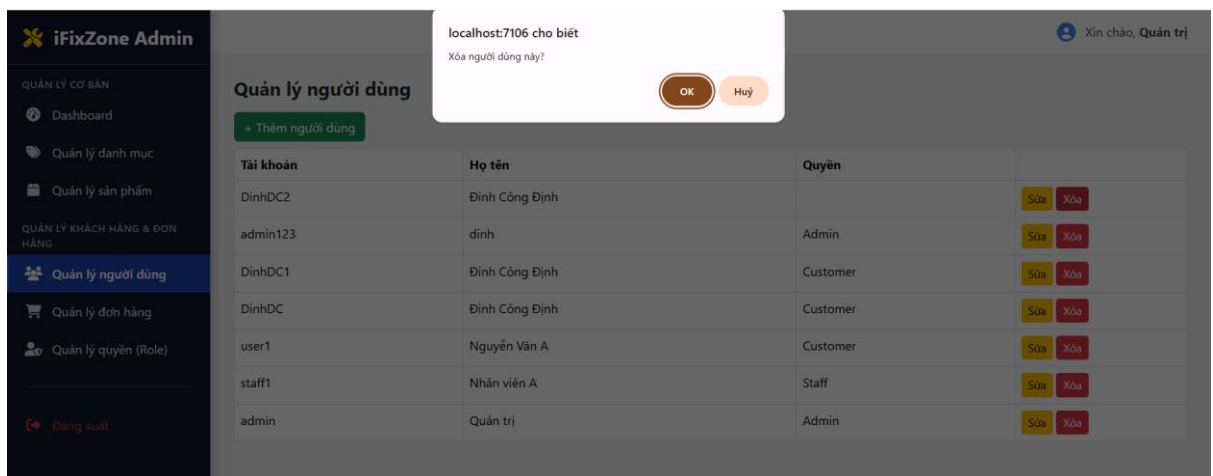 iFixZone Admin
QUẢN LÝ CƠ BẢN
Dashboard
Quản lý danh mục
Quản lý sản phẩm
QUẢN LÝ KHÁCH HÀNG & ĐƠN
HÀNG
Quản lý người dùng
Quản lý đơn hàng
Quản lý quyền (Role)
Đăng xuất
localhost:7106 cho biết
Xóa người dùng này?
OK Huỷ
Xin chào, Quản trị
Quản lý người dùng
+ Thêm người dùng
Tài khoản Họ tên Quyền
DinhDC2 Đinh Công Định Sửa Xóa
admin123 dinh Admin Sửa Xóa
DinhDC1 Đinh Công Định Customer Sửa Xóa
DinhDC Đinh Công Định Customer Sửa Xóa
user1 Nguyễn Văn A Customer Sửa Xóa
staff1 Nhân viên A Staff Sửa Xóa
admin Quản trị Admin Sửa Xóa